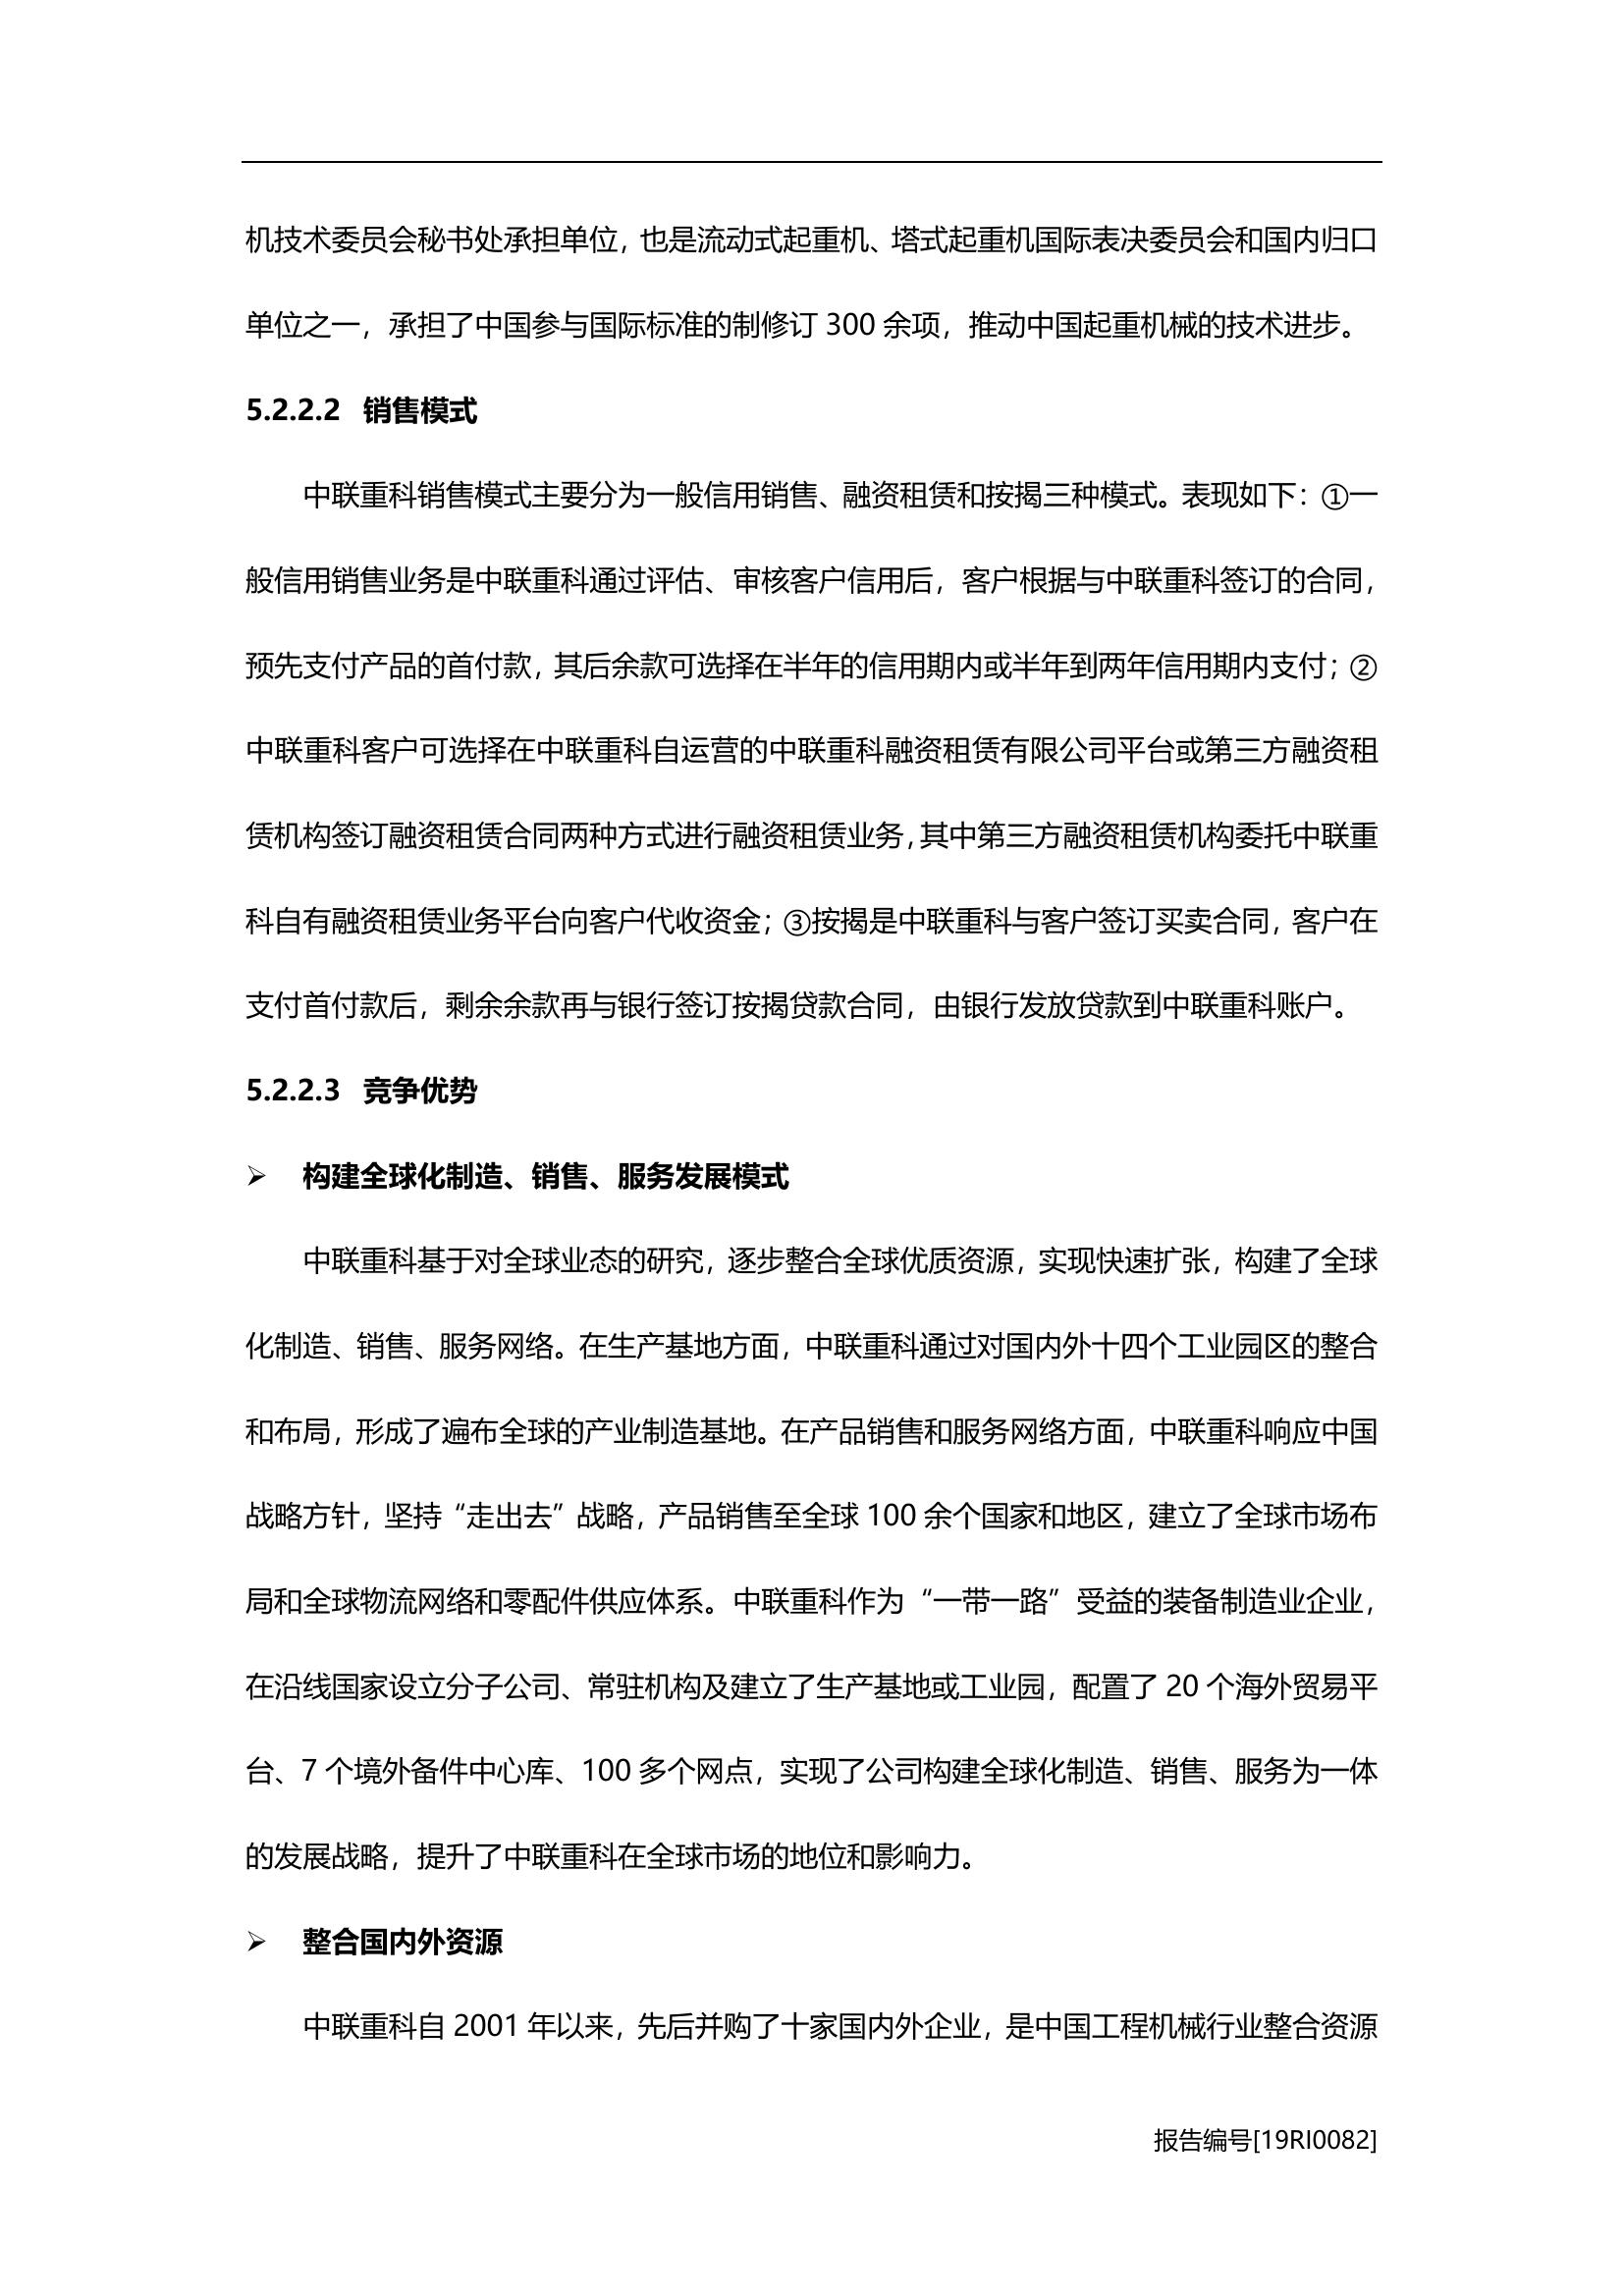 机技术委员会秘书处承担单位，也是流动式起重机、塔式起重机国际表决委员会和国内归口
单位之一，承担了中国参与国际标准的制修订 300 余项，推动中国起重机械的技术进步。
5.2.2.2 销售模式
中联重科销售模式主要分为一般信用销售、融资租赁和按揭三种模式。表现如下：①一
般信用销售业务是中联重科通过评估、审核客户信用后，客户根据与中联重科签订的合同，
预先支付产品的首付款，其后余款可选择在半年的信用期内或半年到两年信用期内支付；②
中联重科客户可选择在中联重科自运营的中联重科融资租赁有限公司平台或第三方融资租
赁机构签订融资租赁合同两种方式进行融资租赁业务，其中第三方融资租赁机构委托中联重
科自有融资租赁业务平台向客户代收资金；③按揭是中联重科与客户签订买卖合同，客户在
支付首付款后，剩余余款再与银行签订按揭贷款合同，由银行发放贷款到中联重科账户。
5.2.2.3 竞争优势
➢ 构建全球化制造、销售、服务发展模式
中联重科基于对全球业态的研究，逐步整合全球优质资源，实现快速扩张，构建了全球
化制造、销售、服务网络。在生产基地方面，中联重科通过对国内外十四个工业园区的整合
和布局，形成了遍布全球的产业制造基地。在产品销售和服务网络方面，中联重科响应中国
战略方针，坚持“走出去”战略，产品销售至全球 100 余个国家和地区，建立了全球市场布
局和全球物流网络和零配件供应体系。中联重科作为“一带一路”受益的装备制造业企业，
在沿线国家设立分子公司、常驻机构及建立了生产基地或工业园，配置了 20 个海外贸易平
台、7 个境外备件中心库、100 多个网点，实现了公司构建全球化制造、销售、服务为一体
的发展战略，提升了中联重科在全球市场的地位和影响力。
➢ 整合国内外资源
中联重科自 2001 年以来，先后并购了十家国内外企业，是中国工程机械行业整合资源
报告编号[19RI0082]